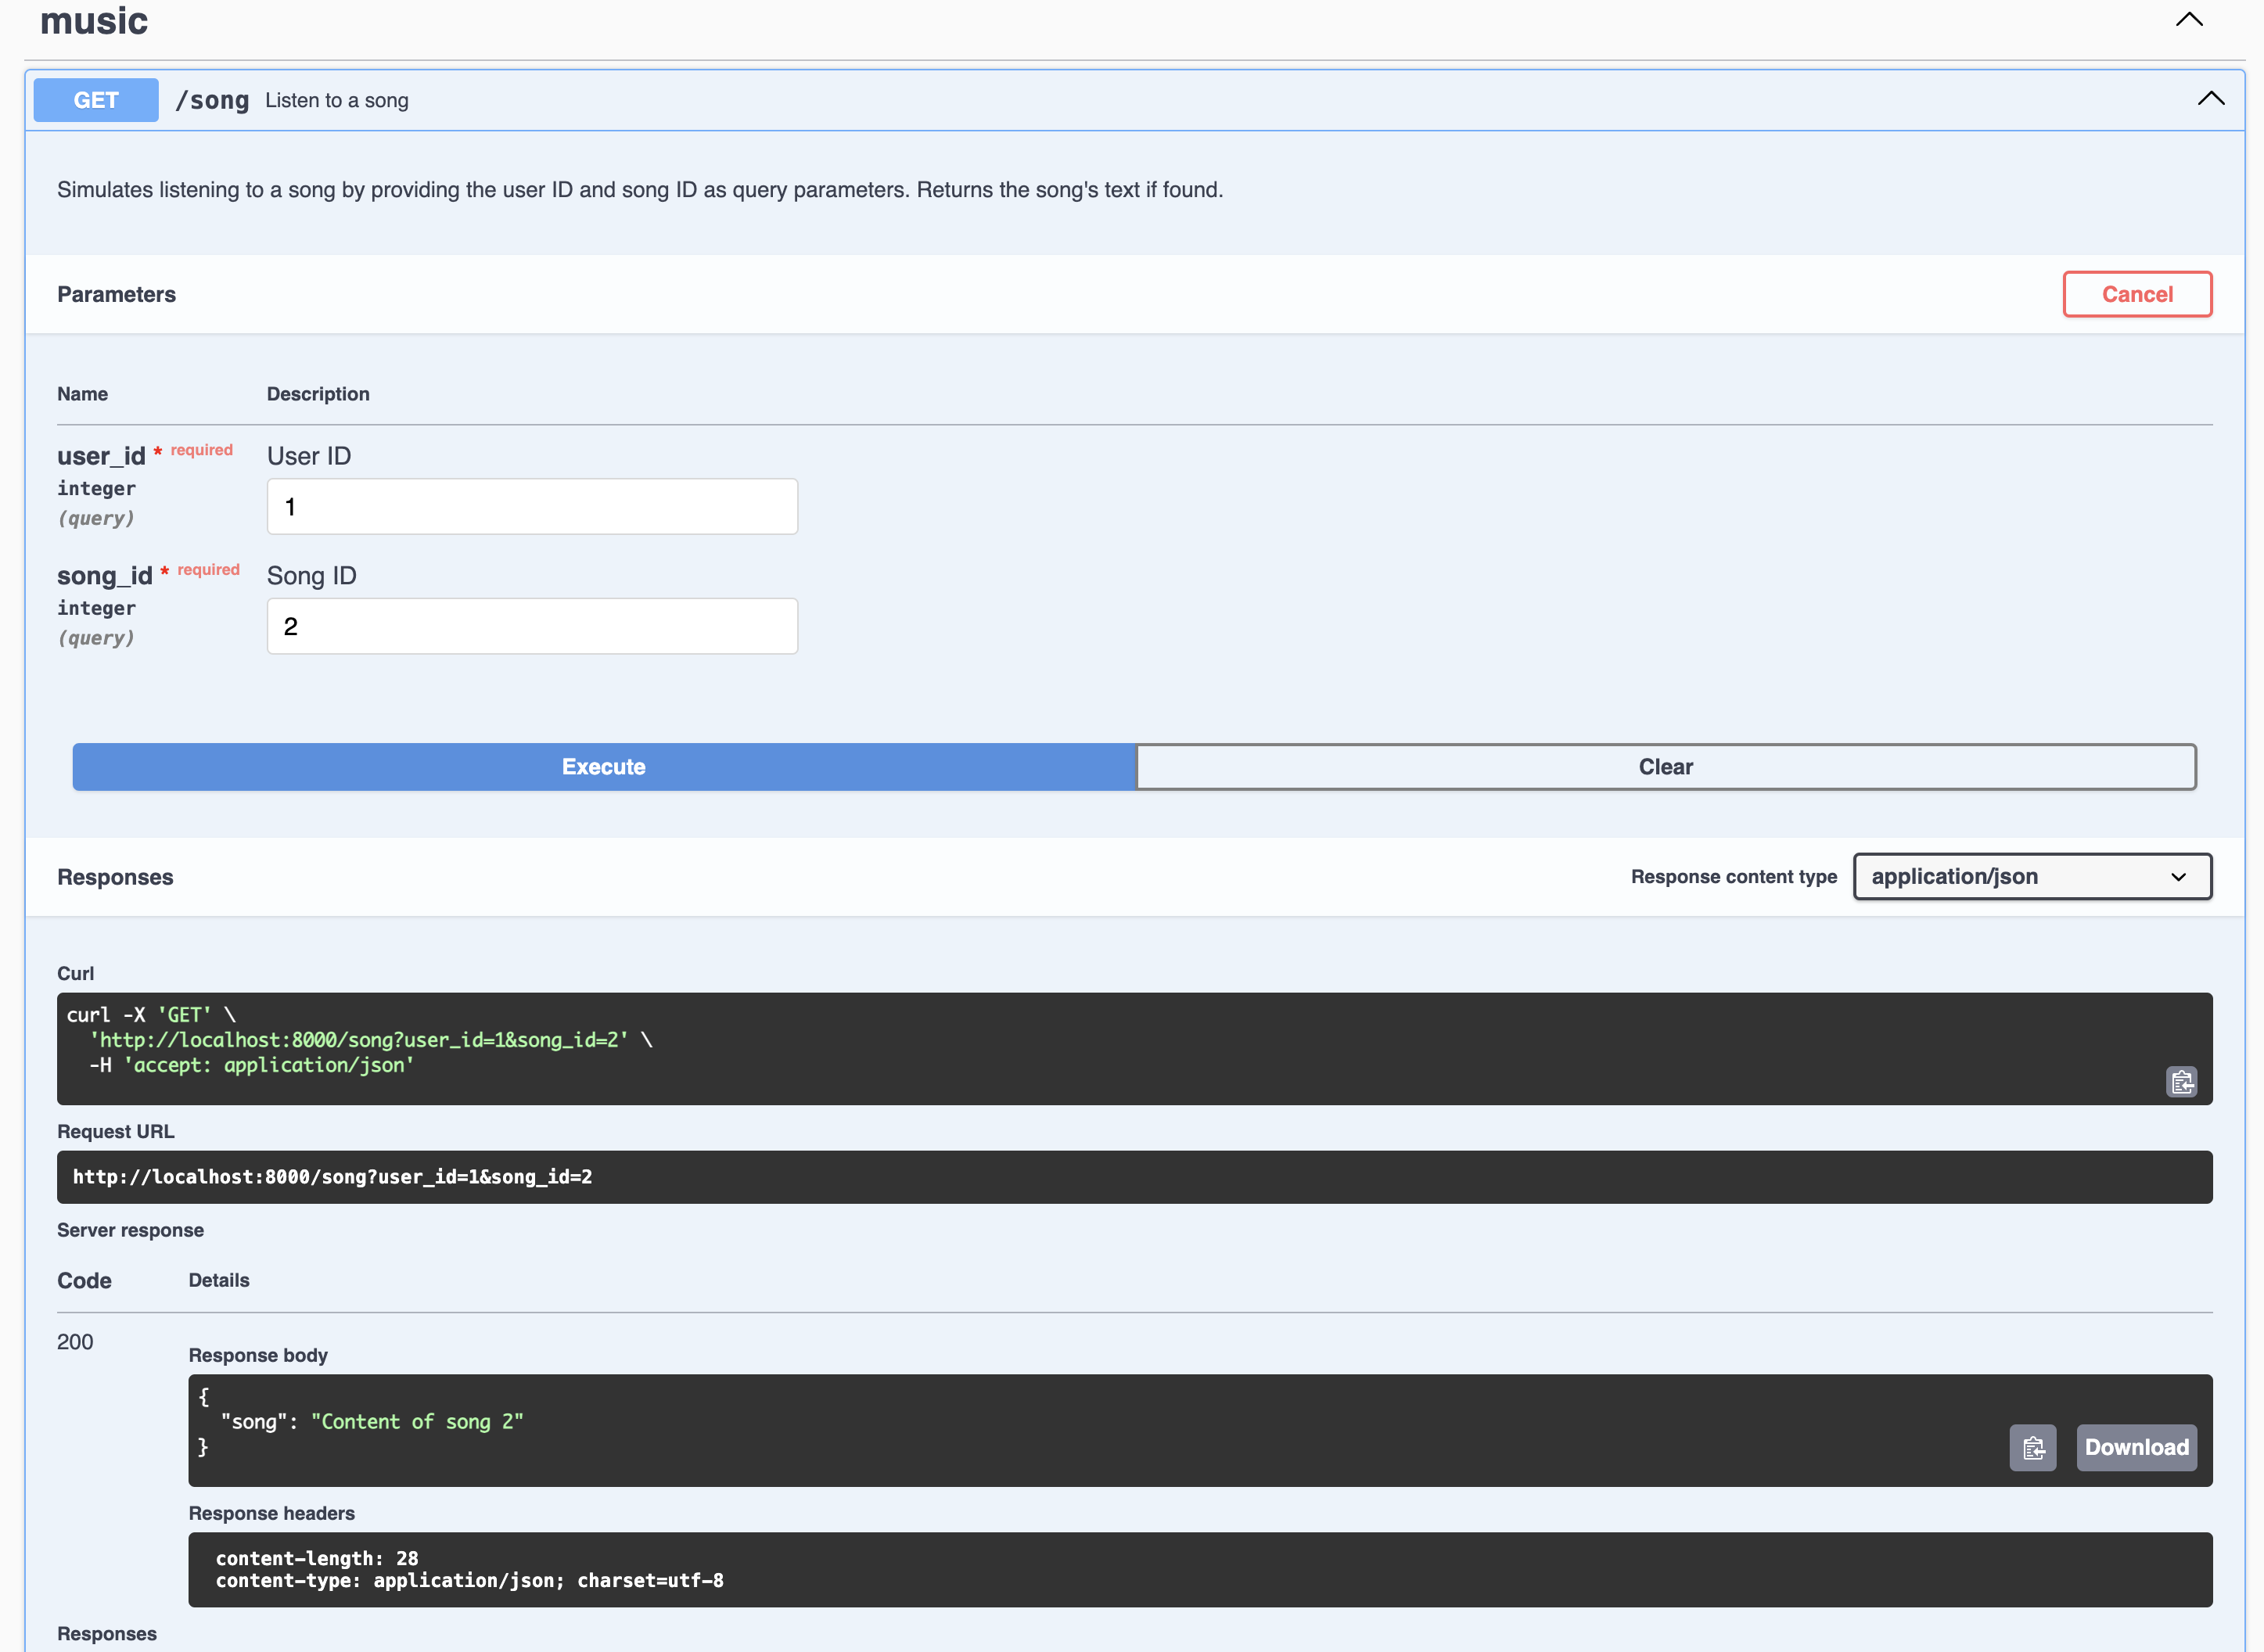 music
GET /song Listen to a song
Simulates listening to a song by providing the user ID and song ID as query parameters. Returns the song's text if found.
Parameters
Cancel
Name Description
user_id * required
integer
(query)
User ID
1
song_id * required
integer
(query)
Song ID
2
Execute
Clear
Responses
Response content type
application/json
Curl
curl -X 'GET' \
  'http://localhost:8000/song?user_id=1&song_id=2' \
  -H 'accept: application/json'
Request URL
http://localhost:8000/song?user_id=1&song_id=2
Server response
Code Details
200
Response body
{
  "song": "Content of song 2"
}
Download
Response headers
content-length: 28
content-type: application/json; charset=utf-8
Responses